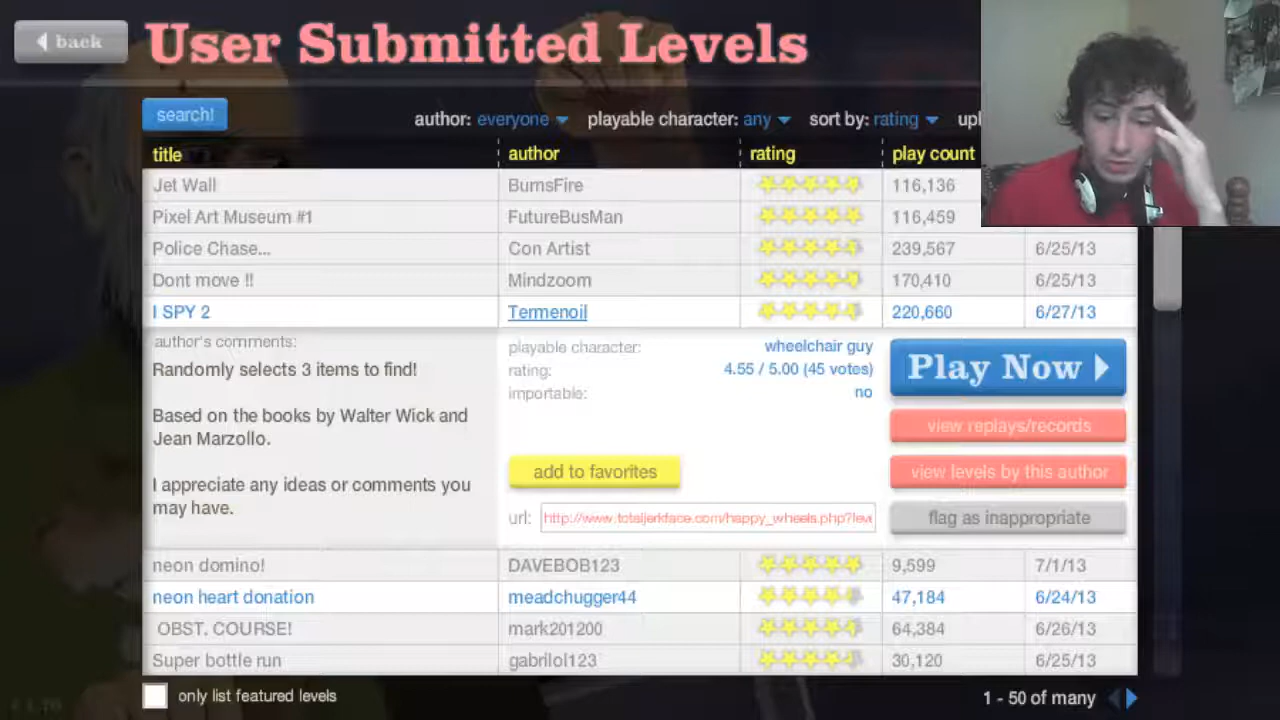 back
User Submitted Levels
search!
author: everyone playable character: any sort by: rating upl
title author rating play count
Jet Wall BurnsFire 116,136
Pixel Art Museum #1 FutureBusMan 116,459
Police Chase... Con Artist 239,567 6/25/13
Dont move !! Mindzoom 170,410 6/25/13
I SPY 2 Termenoil 220,660 6/27/13
author's comments:
Randomly selects 3 items to find!
Based on the books by Walter Wick and
Jean Marzollo.
I appreciate any ideas or comments you
may have.
playable character: wheelchair guy
rating: 4.55 / 5.00 (45 votes)
importable: no
add to favorites
url: http://www.totaljerkface.com/happy_wheels.php?leve
Play Now
view replays/records
view levels by this author
flag as inappropriate
neon domino! DAVEBOB123 9,599 7/1/13
neon heart donation meadchugger44 47,184 6/24/13
OBST. COURSE! mark201200 64,384 6/26/13
Super bottle run gabrilol123 30,120 6/25/13
only list featured levels 1 - 50 of many